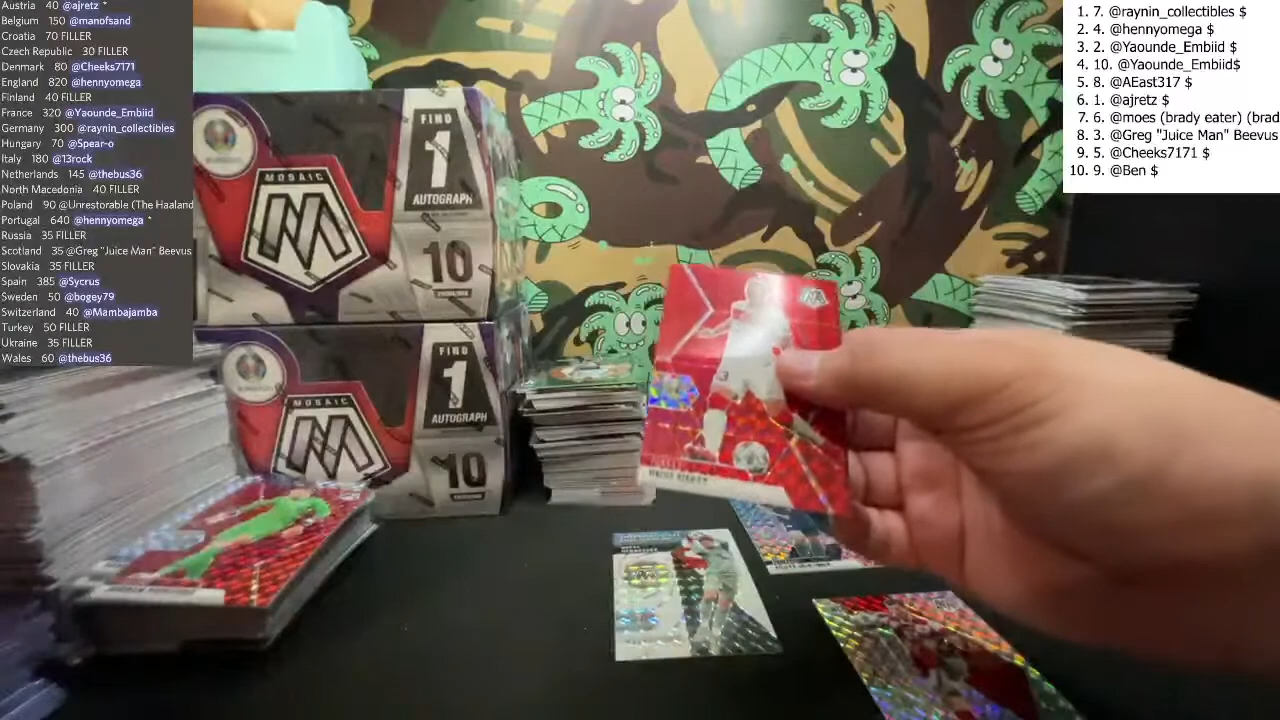 Austria 40 @ajretz *
Belgium 150 @manofsand
Croatia 70 FILLER
Czech Republic 30 FILLER
Denmark 80 @Cheeks7171
England 820 @hennyomega
Finland 40 FILLER
France 320 @Yaounde_Embiid
Germany 300 @raynin_collectibles
Hungary 70 @Spear-o
Italy 180 @13rock
Netherlands 145 @thebus36
North Macedonia 40 FILLER
Poland 90 @Unrestorable (The Haaland
Portugal 640 @hennyomega *
Russia 35 FILLER
Scotland 35 @Greg "Juice Man" Beevus
Slovakia 35 FILLER
Spain 385 @Sycrus
Sweden 50 @bogey79
Switzerland 40 @Mambajamba
Turkey 50 FILLER
Ukraine 35 FILLER
Wales 60 @thebus36
1. 7. @raynin_collectibles $
2. 4. @hennyomega $
3. 2. @Yaounde_Embiid $
4. 10. @Yaounde_Embiid$
5. 8. @AEast317 $
6. 1. @ajretz $
7. 6. @moes (brady eater) (brad
8. 3. @Greg "Juice Man" Beevus
9. 5. @Cheeks7171 $
10. 9. @Ben $
FIND
1
AUTOGRAPH
MOSAIC
M
10
FIND
1
AUTOGRAPH
MOSAIC
M
10